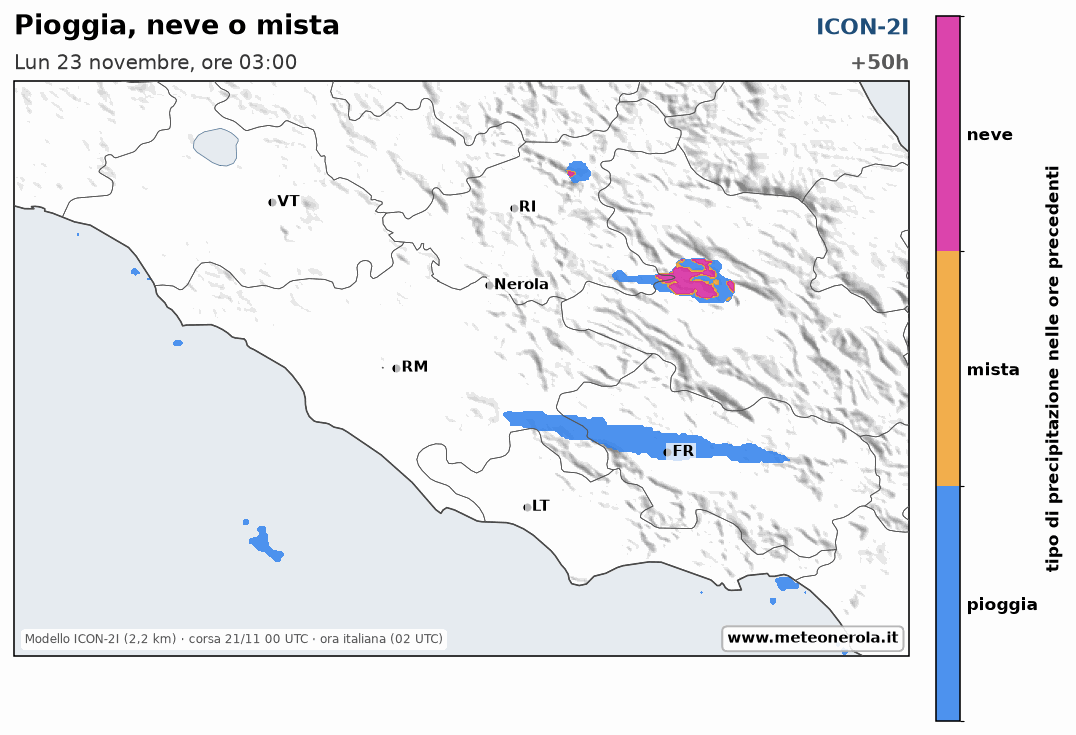 Pioggia, neve o mista
ICON-2I
Lun 23 novembre, ore 03:00
+50h
neve
mista
pioggia
tipo di precipitazione nelle ore precedenti
VT
RI
Nerola
RM
FR
LT
Modello ICON-2I (2,2 km) · corsa 21/11 00 UTC · ora italiana (02 UTC)
www.meteonerola.it